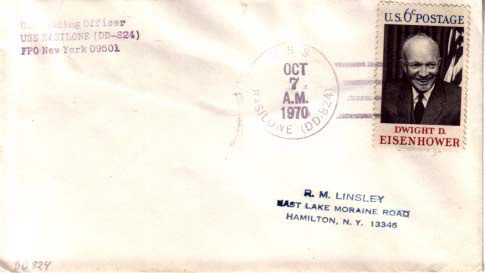 Commanding Officer
USS BASILONE (DD-824)
FPO New York 09501
U.S. 6c POSTAGE
DWIGHT D.
EISENHOWER
U S S
OCT
7
A.M.
1970
BASILONE (DD-824)
R. M. LINSLEY
EAST LAKE MORAINE ROAD
HAMILTON, N. Y. 13346
DD 824